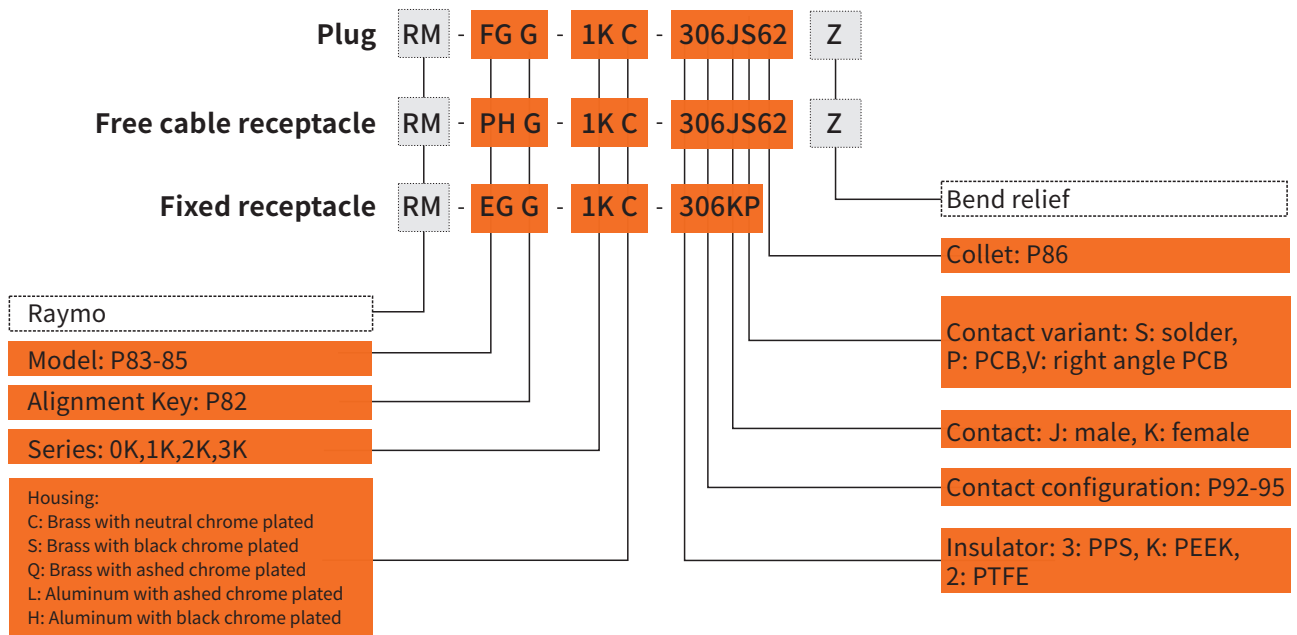 Plug RM - FG G - 1K C - 306JS62 Z
Free cable receptacle RM - PH G - 1K C - 306JS62 Z
Fixed receptacle RM - EG G - 1K C - 306KP
Raymo
Model: P83-85
Alignment Key: P82
Series: 0K,1K,2K,3K
Housing:
C: Brass with neutral chrome plated
S: Brass with black chrome plated
Q: Brass with ashed chrome plated
L: Aluminum with ashed chrome plated
H: Aluminum with black chrome plated
Bend relief
Collet: P86
Contact variant: S: solder,
P: PCB,V: right angle PCB
Contact: J: male, K: female
Contact configuration: P92-95
Insulator: 3: PPS, K: PEEK,
2: PTFE